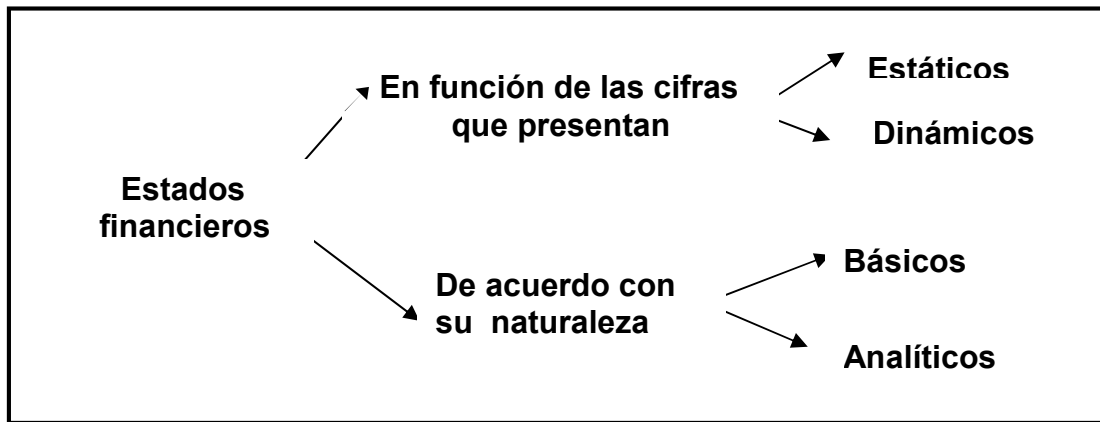 Estados
financieros
En función de las cifras
que presentan
Estáticos
Dinámicos
De acuerdo con
su naturaleza
Básicos
Analíticos